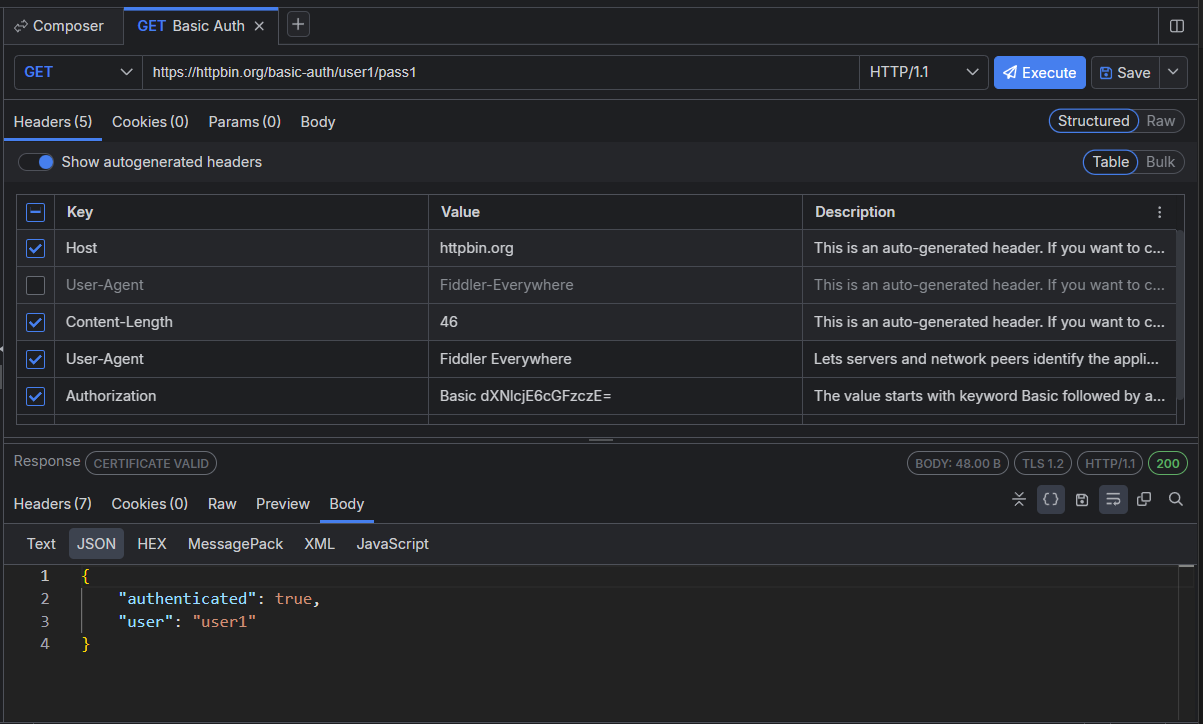 Composer GET Basic Auth
GET https://httpbin.org/basic-auth/user1/pass1 HTTP/1.1 Execute Save
Headers (5) Cookies (0) Params (0) Body Structured Raw
Show autogenerated headers Table Bulk
Key Value Description
Host httpbin.org This is an auto-generated header. If you want to c...
User-Agent Fiddler-Everywhere This is an auto-generated header. If you want to c...
Content-Length 46 This is an auto-generated header. If you want to c...
User-Agent Fiddler Everywhere Lets servers and network peers identify the appli...
Authorization Basic dXNlcjE6cGFzczE= The value starts with keyword Basic followed by a...
Response CERTIFICATE VALID BODY: 48.00 B TLS 1.2 HTTP/1.1 200
Headers (7) Cookies (0) Raw Preview Body
Text JSON HEX MessagePack XML JavaScript
1 {
2 "authenticated": true,
3 "user": "user1"
4 }